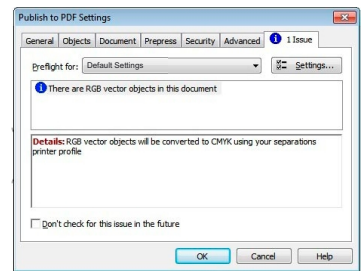 Publish to PDF Settings
General Objects Document Prepress Security Advanced 1 Issue
Preflight for: Default Settings Settings...
There are RGB vector objects in this document
Details: RGB vector objects will be converted to CMYK using your separations
printer profile
Don't check for this issue in the future
OK Cancel Help